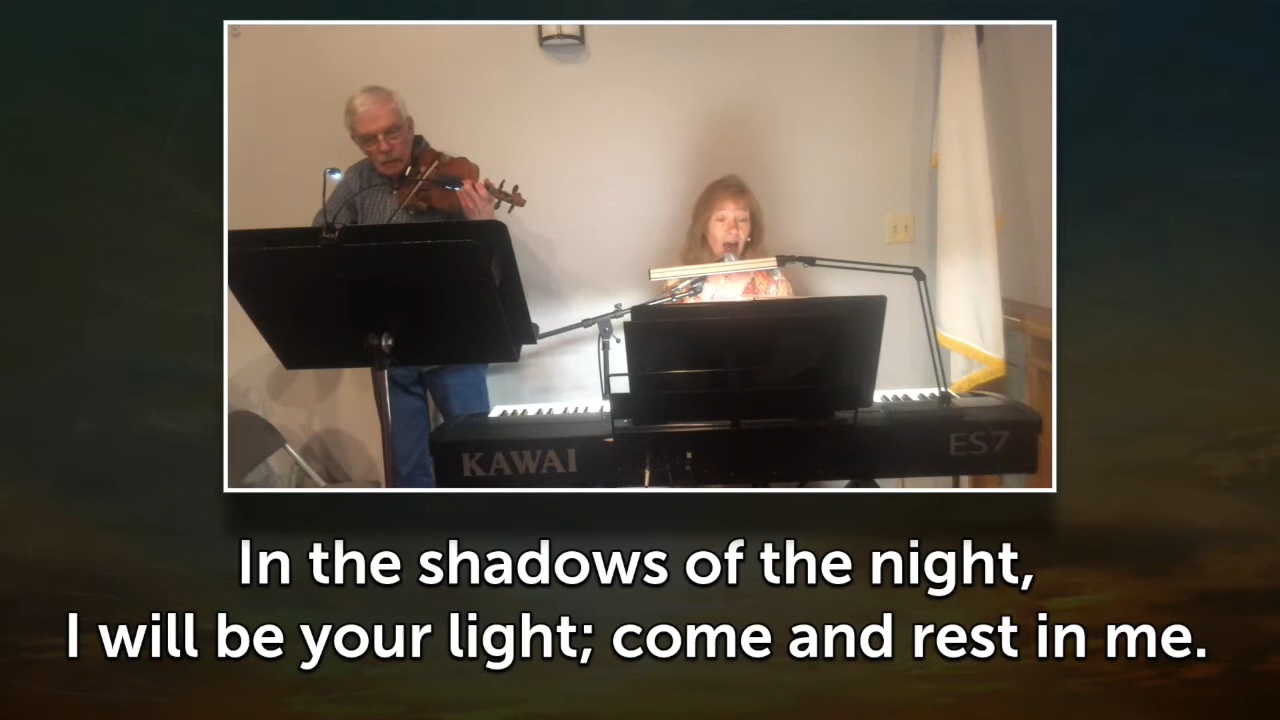 KAWAI
ES7
In the shadows of the night,
I will be your light; come and rest in me.